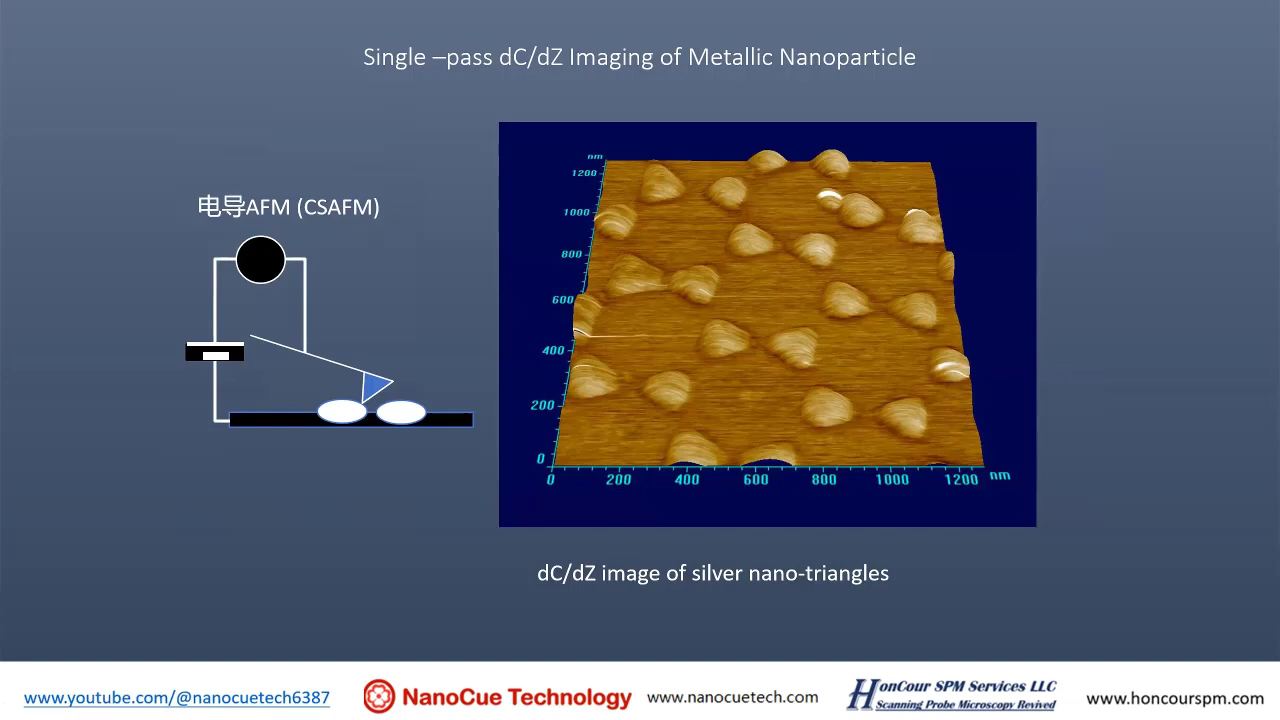 Single –pass dC/dZ Imaging of Metallic Nanoparticle
电导AFM (CSAFM)
nm
1200
1000
800
600
400
200
0
0 200 400 600 800 1000 1200 nm
dC/dZ image of silver nano-triangles
www.youtube.com/@nanocuetech6387
NanoCue Technology
www.nanocuetech.com
HonCour SPM Services LLC
Scanning Probe Microscopy Revived
www.honcourspm.com